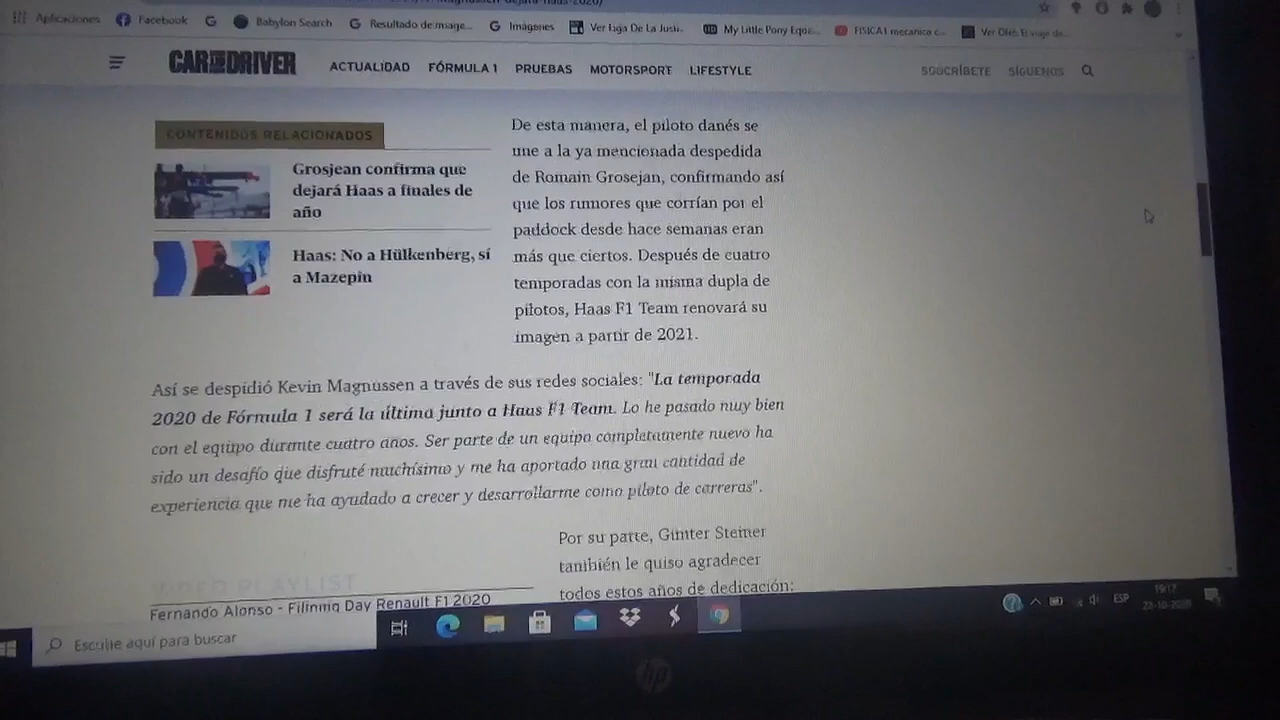 Aplicaciones Facebook Babylon Search Resultado de image... Imágenes Ver Liga De La Justi... My Little Pony Eque... FISICA I mecanica c... Ver
CAR AND DRIVER ACTUALIDAD FÓRMULA 1 PRUEBAS MOTORSPORT LIFESTYLE SUSCRÍBETE SÍGUENOS
CONTENIDOS RELACIONADOS
Grosjean confirma que
dejará Haas a finales de
año
Haas: No a Hülkenberg, sí
a Mazepin
De esta manera, el piloto danés se
une a la ya mencionada despedida
de Romain Grosejan, confirmando así
que los rumores que corrían por el
paddock desde hace semanas eran
más que ciertos. Después de cuatro
temporadas con la misma dupla de
pilotos, Haas F1 Team renovará su
imagen a partir de 2021.
Así se despidió Kevin Magnussen a través de sus redes sociales: "La temporada
2020 de Fórmula 1 será la última junto a Haas F1 Team. Lo he pasado muy bien
con el equipo durante cuatro años. Ser parte de un equipo completamente nuevo ha
sido un desafío que disfruté muchísimo y me ha aportado una gran cantidad de
experiencia que me ha ayudado a crecer y desarrollarme como piloto de carreras".
Por su parte, Günter Steiner
también le quiso agradecer
todos estos años de dedicación:
VIDEO PLAYLIST
Fernando Alonso - Filming Day Renault F1 2020
Escribe aquí para buscar
ESP
19:17
hp